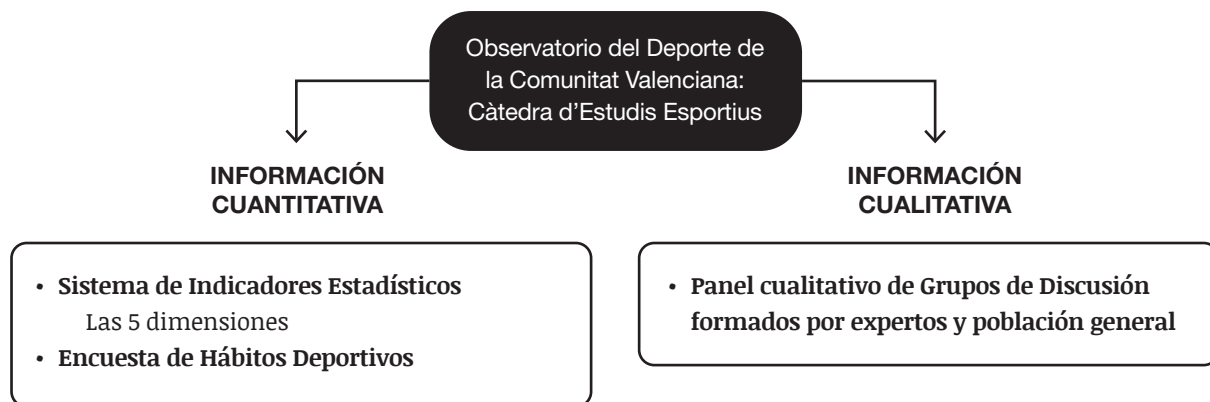 Observatorio del Deporte de
la Comunitat Valenciana:
Càtedra d’Estudis Esportius
INFORMACIÓN
CUANTITATIVA
• Sistema de Indicadores Estadísticos
Las 5 dimensiones
• Encuesta de Hábitos Deportivos
INFORMACIÓN
CUALITATIVA
• Panel cualitativo de Grupos de Discusión
formados por expertos y población general